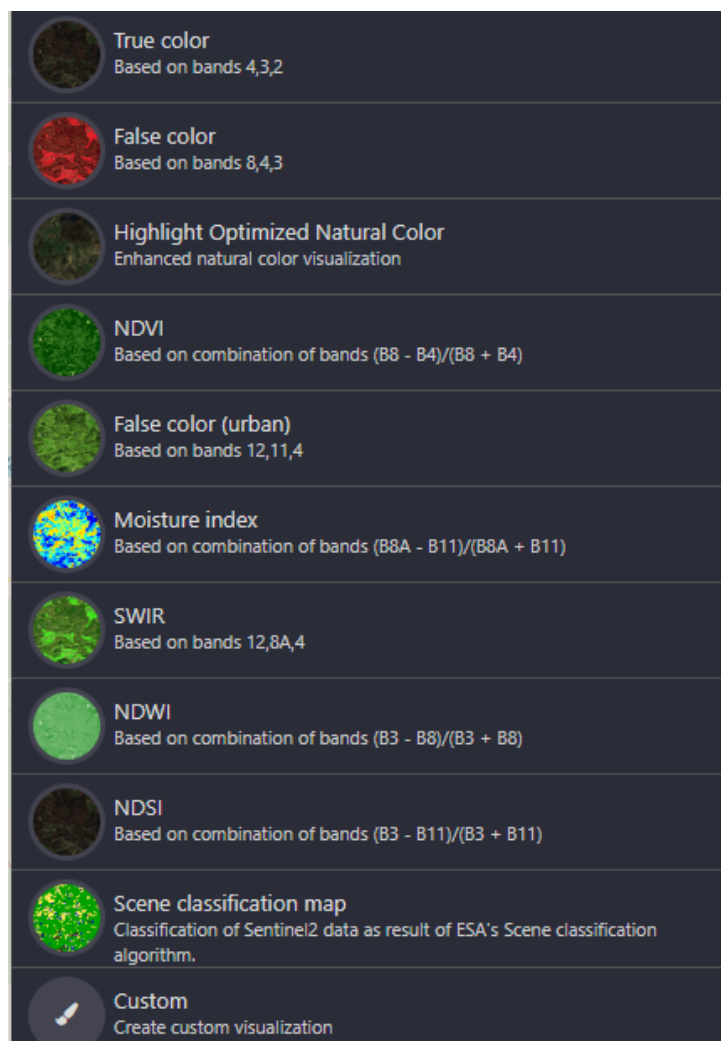 True color
Based on bands 4,3,2
False color
Based on bands 8,4,3
Highlight Optimized Natural Color
Enhanced natural color visualization
NDVI
Based on combination of bands (B8 - B4)/(B8 + B4)
False color (urban)
Based on bands 12,11,4
Moisture index
Based on combination of bands (B8A - B11)/(B8A + B11)
SWIR
Based on bands 12,8A,4
NDWI
Based on combination of bands (B3 - B8)/(B3 + B8)
NDSI
Based on combination of bands (B3 - B11)/(B3 + B11)
Scene classification map
Classification of Sentinel2 data as result of ESA's Scene classification
algorithm.
Custom
Create custom visualization